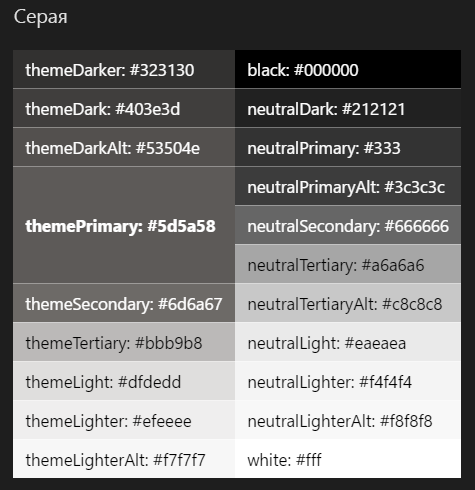 Серая
themeDarker: #323130
black: #000000
themeDark: #403e3d
neutralDark: #212121
themeDarkAlt: #53504e
neutralPrimary: #333
neutralPrimaryAlt: #3c3c3c
themePrimary: #5d5a58
neutralSecondary: #666666
neutralTertiary: #a6a6a6
themeSecondary: #6d6a67
neutralTertiaryAlt: #c8c8c8
themeTertiary: #bbb9b8
neutralLight: #eaeaea
themeLight: #dfdedd
neutralLighter: #f4f4f4
themeLighter: #efeeee
neutralLighterAlt: #f8f8f8
themeLighterAlt: #f7f7f7
white: #fff